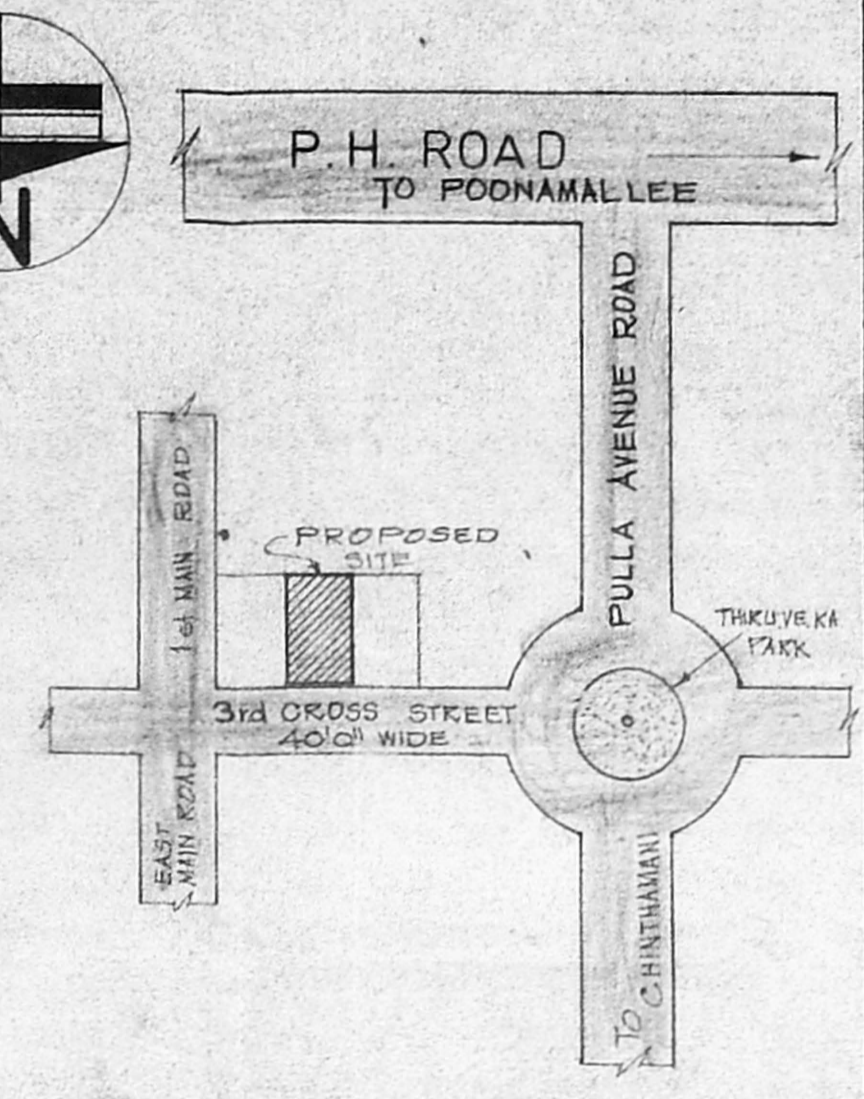 N
P.H. ROAD
TO POONAMALLEE
PULLA AVENUE ROAD
1st MAIN ROAD
PROPOSED
SITE
THIRU.VE.KA
PARK
3rd CROSS STREET
40'0" WIDE
EAST
MAIN ROAD
TO
CHINTHAMANI